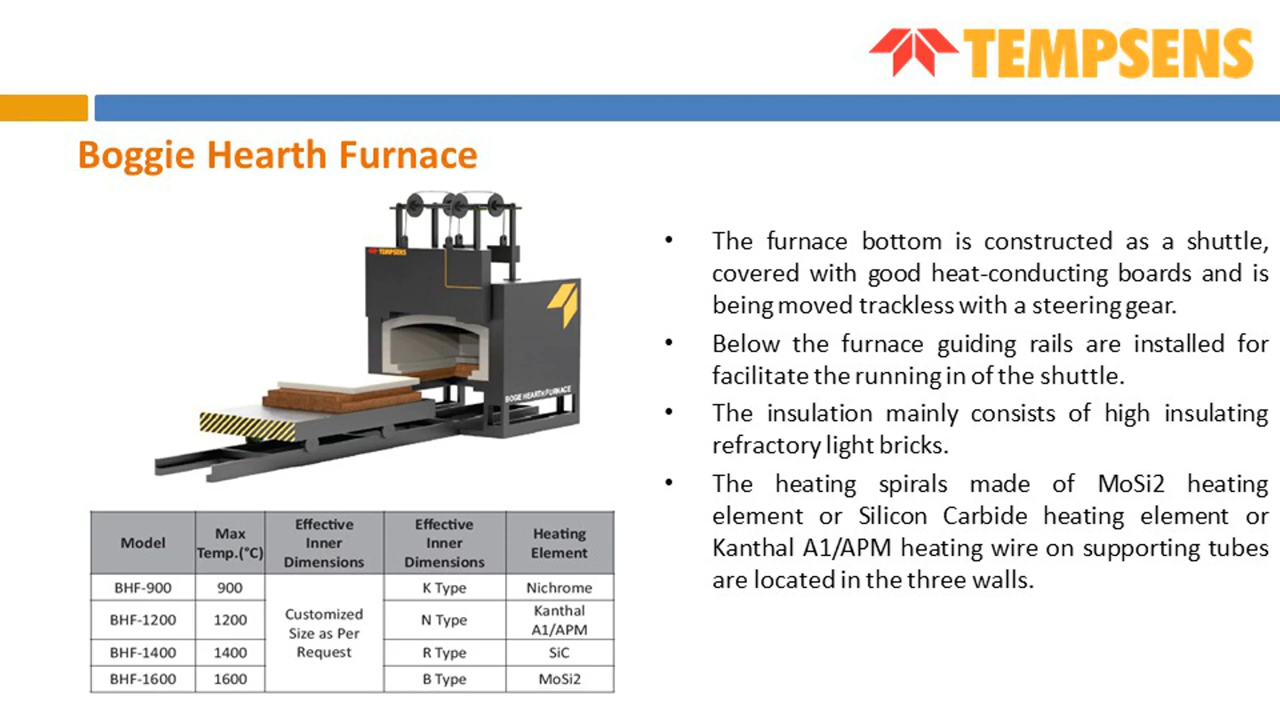 TEMPSENS
Boggie Hearth Furnace
TEMPSENS
BOGE HEARTH FURNACE
• The furnace bottom is constructed as a shuttle,
covered with good heat-conducting boards and is
being moved trackless with a steering gear.
• Below the furnace guiding rails are installed for
facilitate the running in of the shuttle.
• The insulation mainly consists of high insulating
refractory light bricks.
• The heating spirals made of MoSi2 heating
element or Silicon Carbide heating element or
Kanthal A1/APM heating wire on supporting tubes
are located in the three walls.
Model Max Temp.(°C) Effective Inner Dimensions Effective Inner Dimensions Heating Element
BHF-900 900 Customized Size as Per Request K Type Nichrome
BHF-1200 1200 N Type Kanthal A1/APM
BHF-1400 1400 R Type SiC
BHF-1600 1600 B Type MoSi2